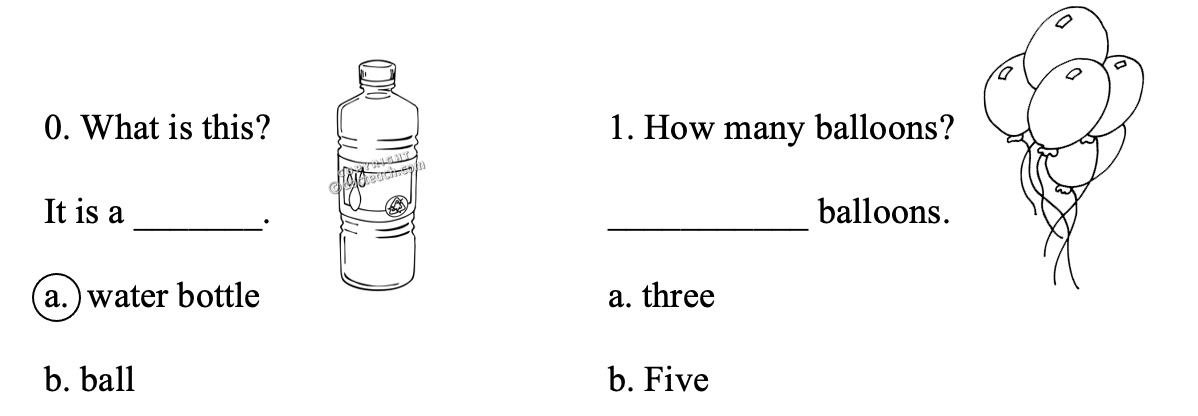 0. What is this?
It is a _______.
a. water bottle
b. ball
1. How many balloons?
___________ balloons.
a. three
b. Five